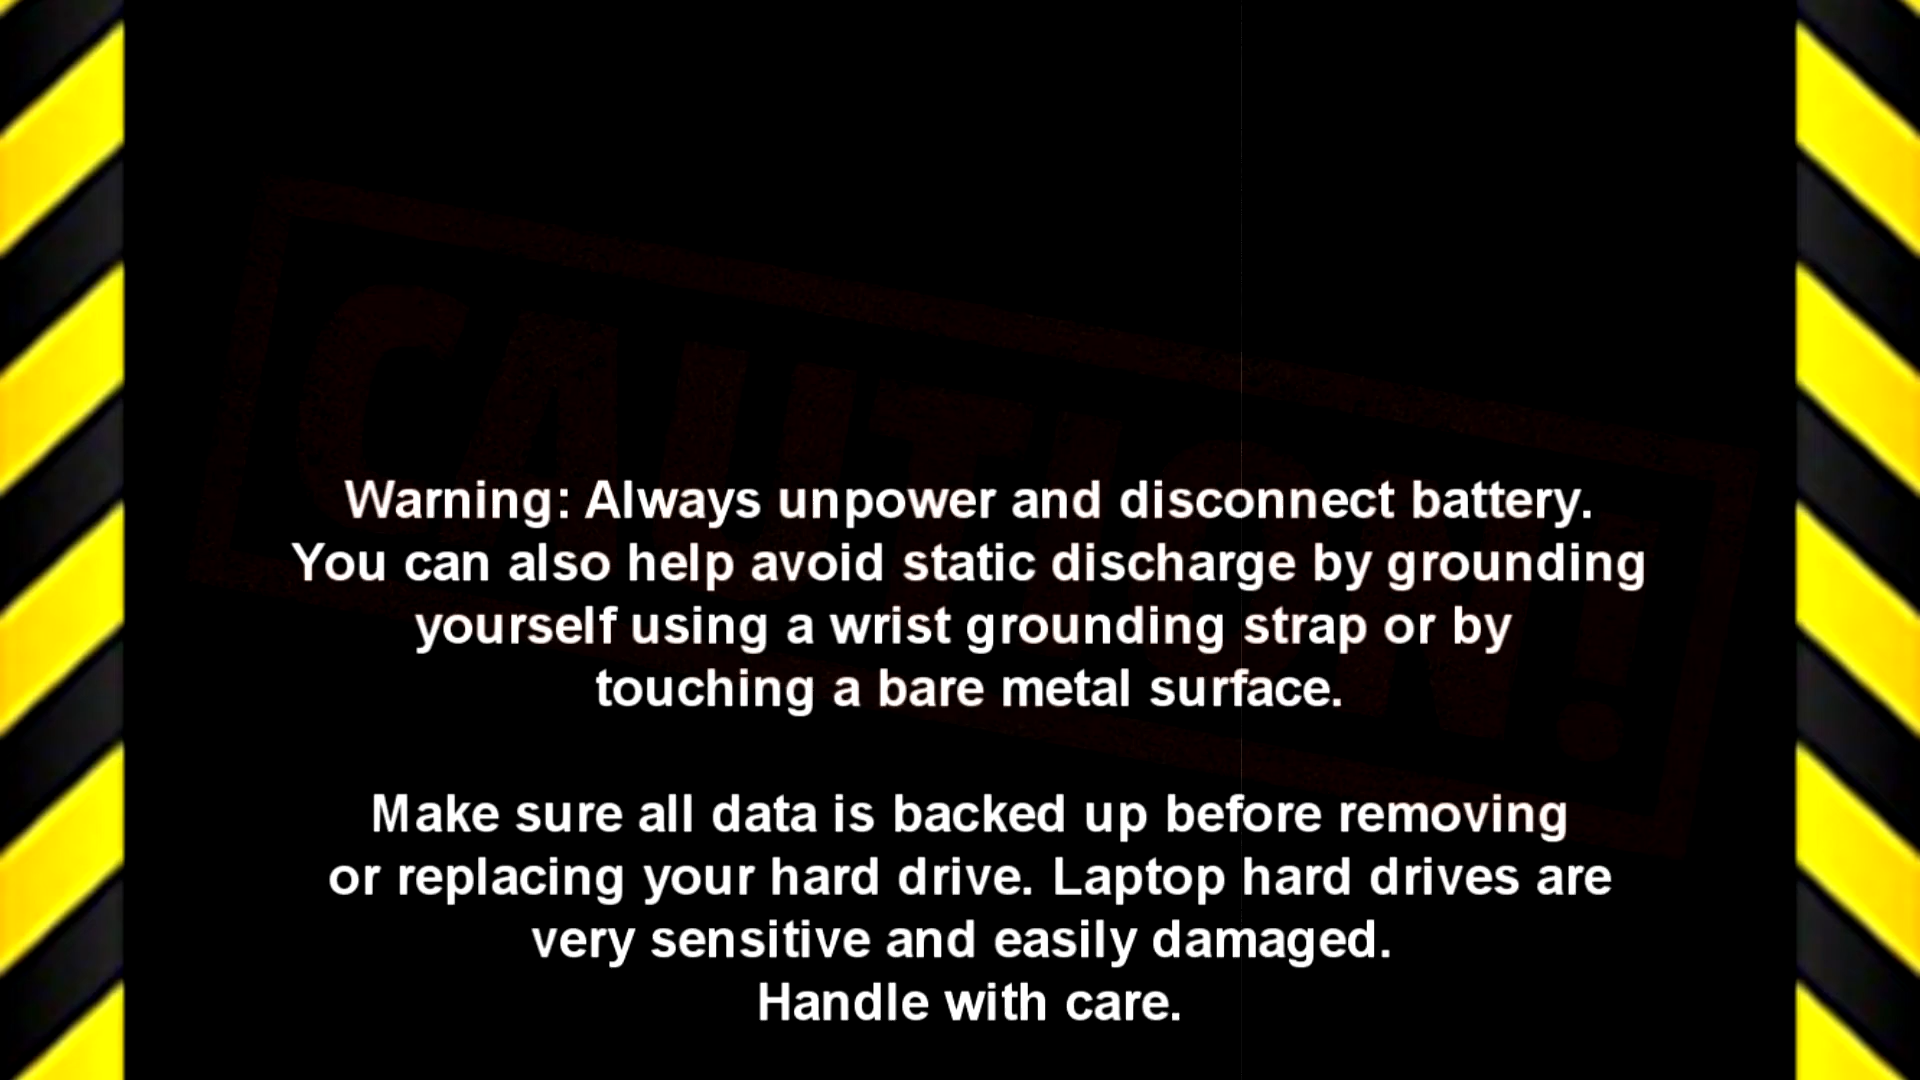 CAUTION!
Warning: Always unpower and disconnect battery.
You can also help avoid static discharge by grounding
yourself using a wrist grounding strap or by
touching a bare metal surface.
Make sure all data is backed up before removing
or replacing your hard drive. Laptop hard drives are
very sensitive and easily damaged.
Handle with care.